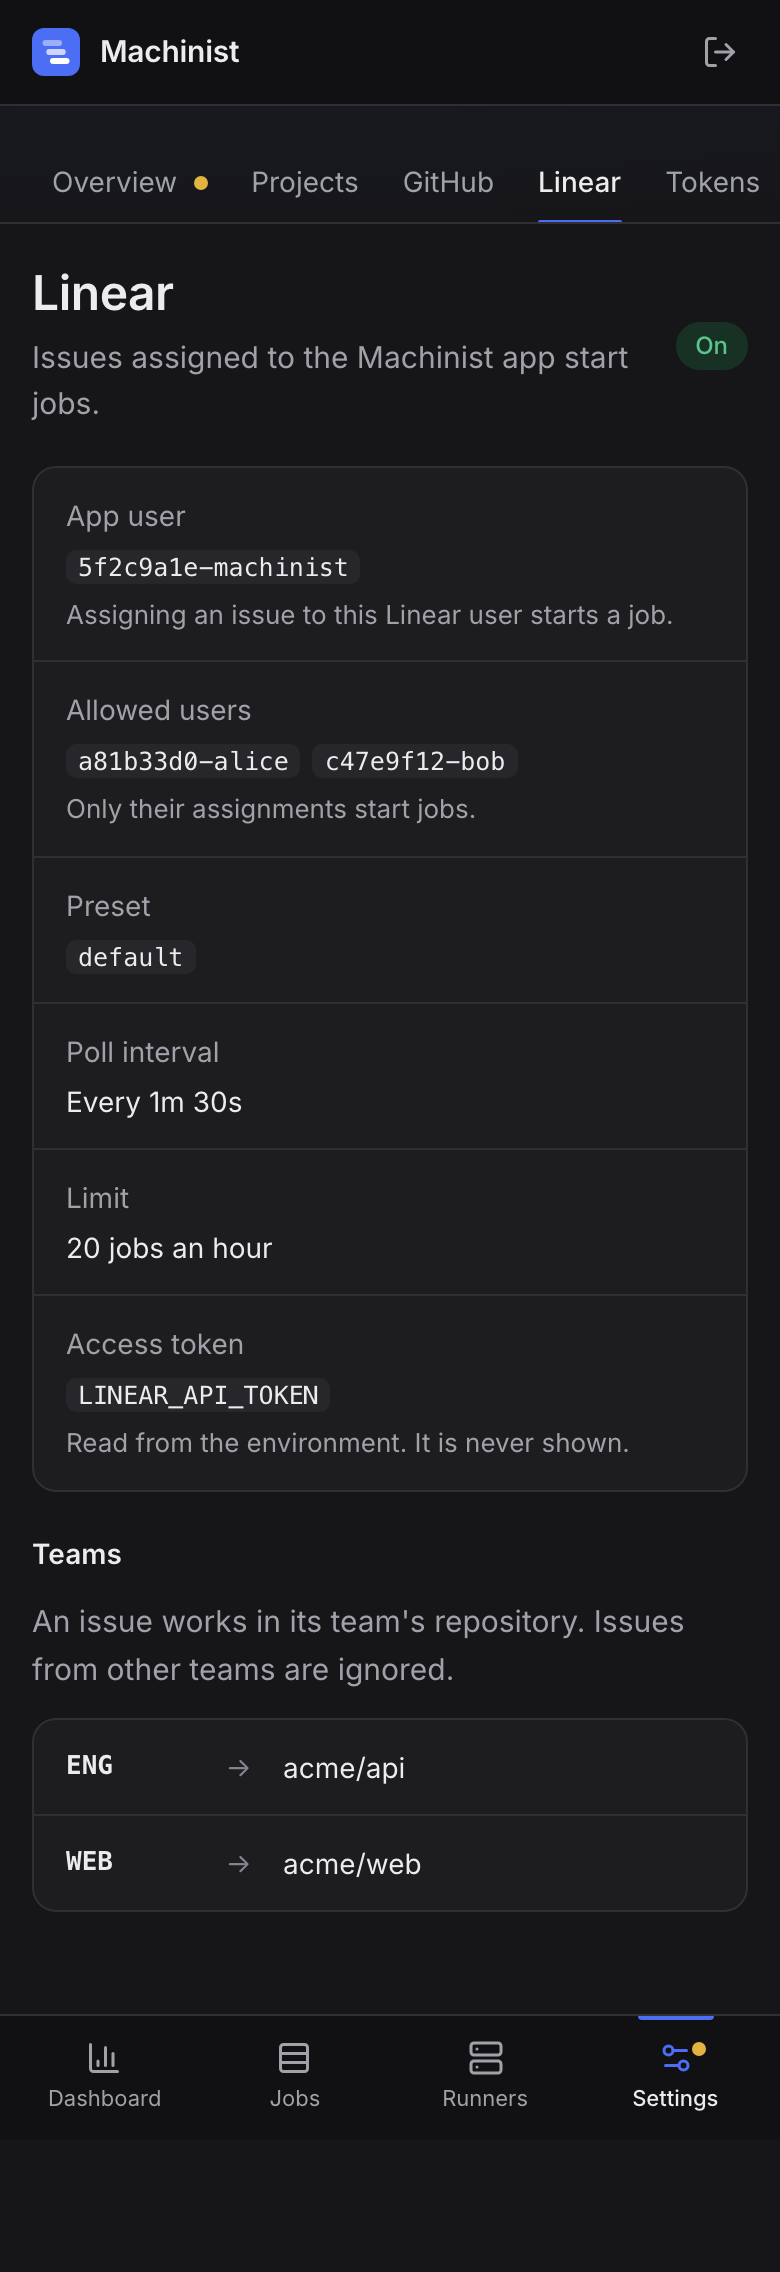 Machinist
Overview
Projects
GitHub
Linear
Tokens
Linear
Issues assigned to the Machinist app start
jobs.
On
App user
5f2c9a1e-machinist
Assigning an issue to this Linear user starts a job.
Allowed users
a81b33d0-alice c47e9f12-bob
Only their assignments start jobs.
Preset
default
Poll interval
Every 1m 30s
Limit
20 jobs an hour
Access token
LINEAR_API_TOKEN
Read from the environment. It is never shown.
Teams
An issue works in its team's repository. Issues
from other teams are ignored.
ENG → acme/api
WEB → acme/web
Dashboard
Jobs
Runners
Settings